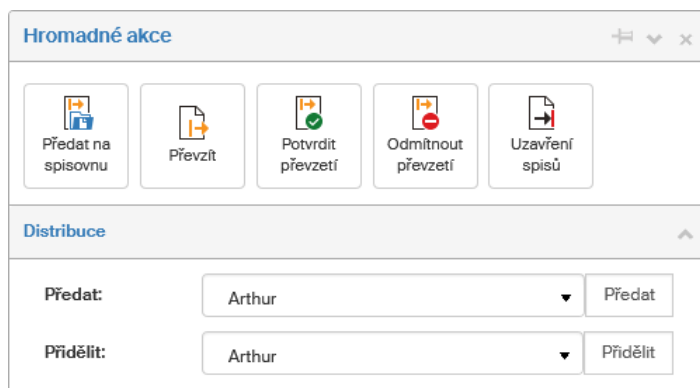 Hromadné akce
Předat na
spisovnu
Převzít
Potvrdit
převzetí
Odmítnout
převzetí
Uzavření
spisů
Distribuce
Předat:
Arthur
Předat
Přidělit:
Arthur
Přidělit